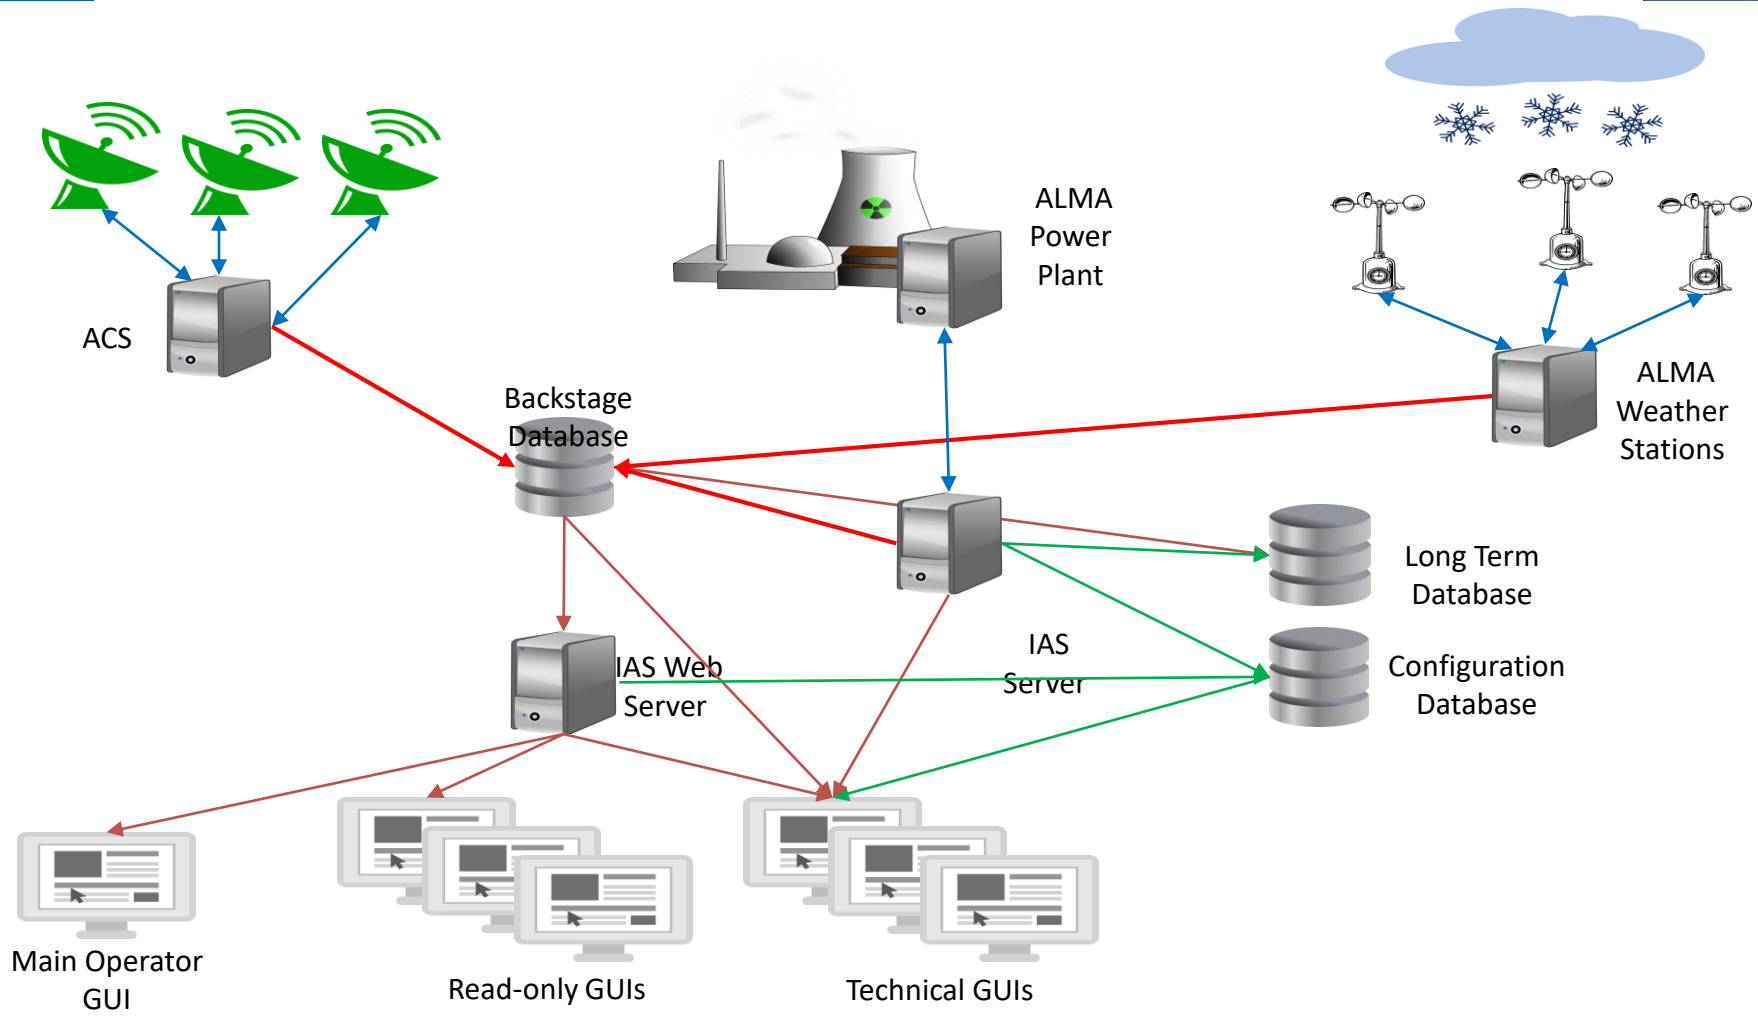 ALMA
Power
Plant
ACS
ALMA
Weather
Stations
Backstage
Database
Long Term
Database
IAS
Server
IAS Web
Server
Configuration
Database
Main Operator
GUI
Read-only GUIs
Technical GUIs